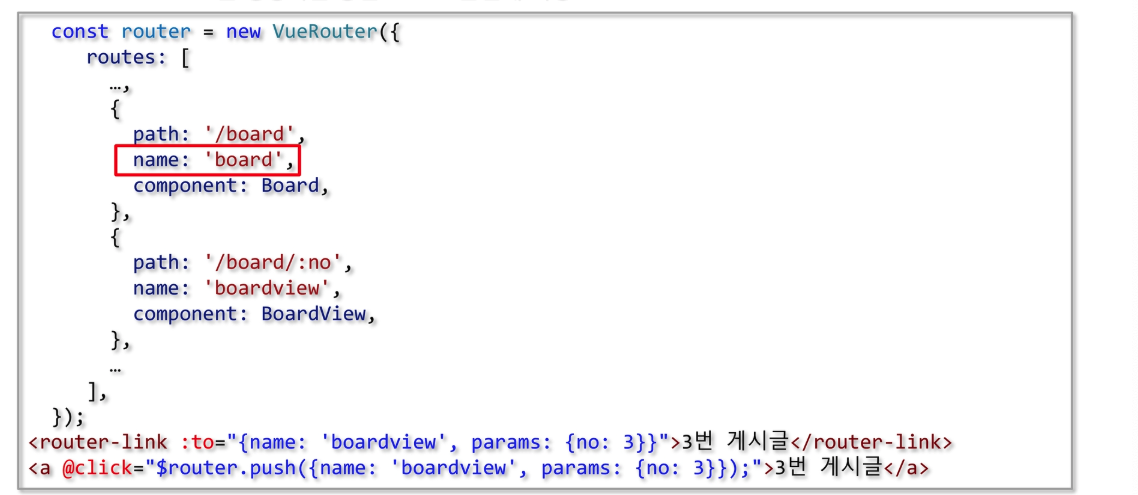 const router = new VueRouter({
routes: [
…,
{
path: '/board',
name: 'board',
component: Board,
},
{
path: '/board/:no',
name: 'boardview',
component: BoardView,
},
…
],
});
<router-link :to="{name: 'boardview', params: {no: 3}}">3번 게시글</router-link>
<a @click="$router.push({name: 'boardview', params: {no: 3}});">3번 게시글</a>